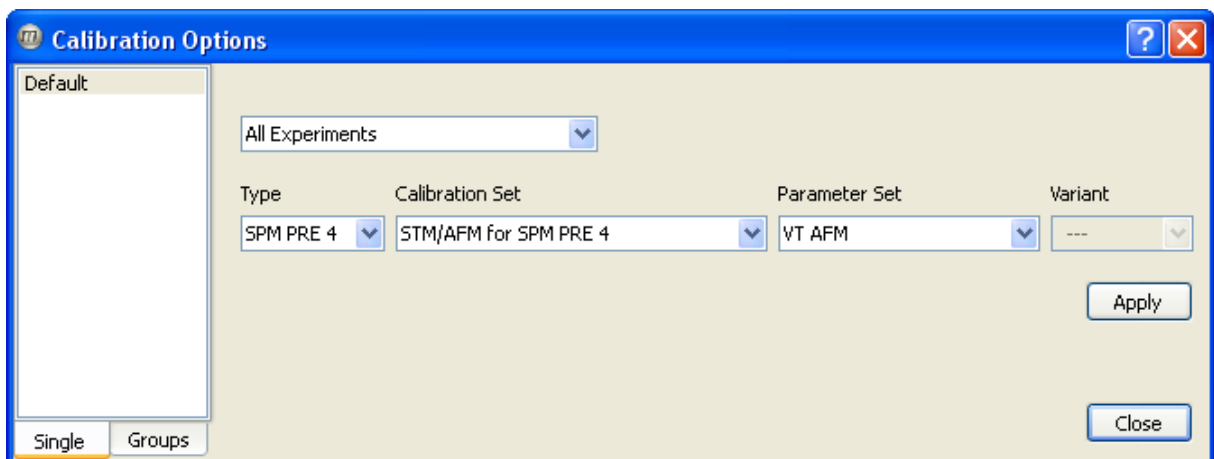 Calibration Options
Default
All Experiments
Type Calibration Set Parameter Set Variant
SPM PRE 4 STM/AFM for SPM PRE 4 VT AFM ---
Apply
Close
Single Groups